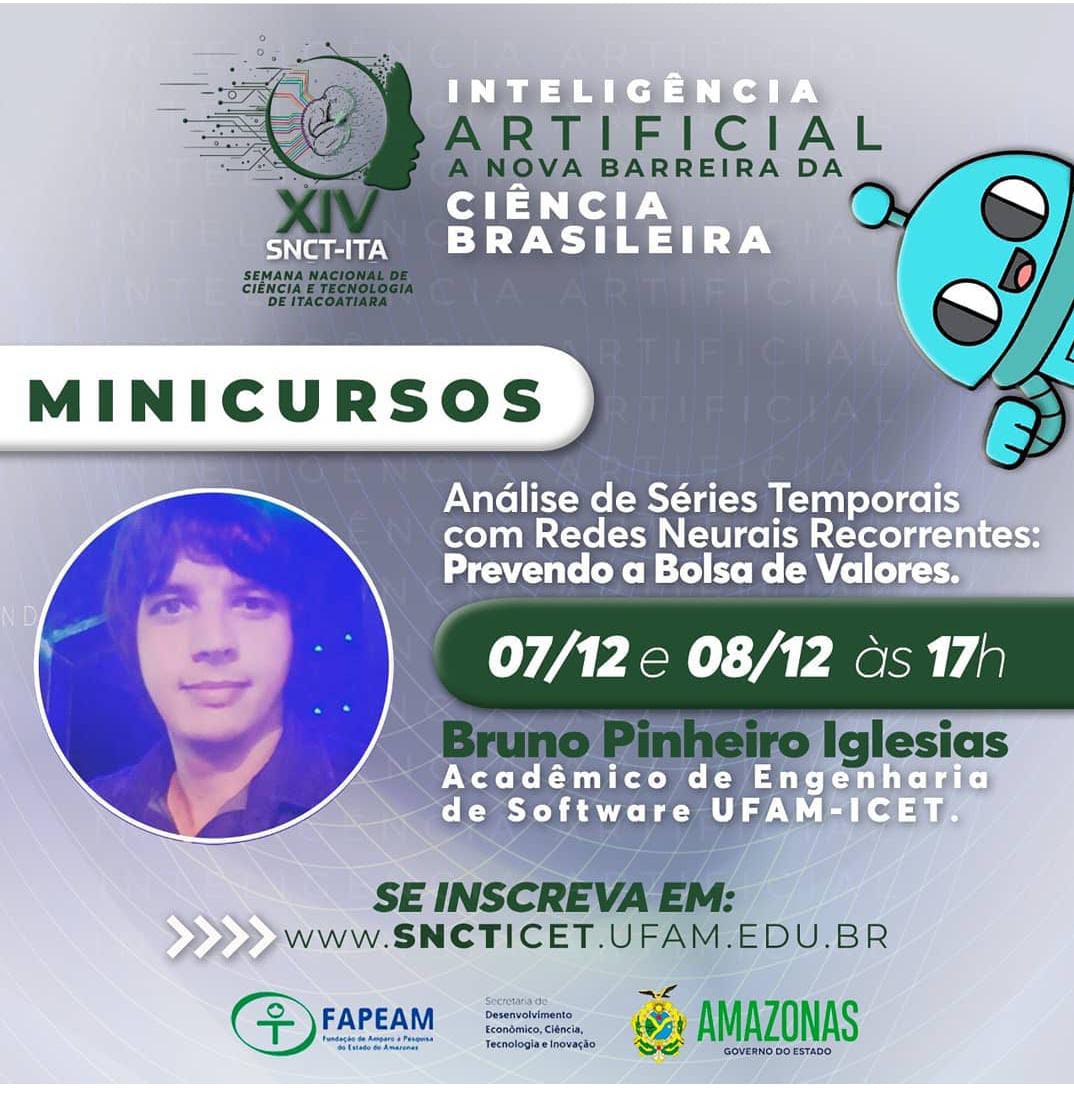 INTELIGÊNCIA
ARTIFICIAL
A NOVA BARREIRA DA
CIÊNCIA
BRASILEIRA
XIV
SNCT-ITA
SEMANA NACIONAL DE
CIÊNCIA E TECNOLOGIA
DE ITACOATIARA
MINICURSOS
Análise de Séries Temporais
com Redes Neurais Recorrentes:
Prevendo a Bolsa de Valores.
07/12 e 08/12 às 17h
Bruno Pinheiro Iglesias
Acadêmico de Engenharia
de Software UFAM-ICET.
SE INSCREVA EM:
WWW.SNCTICET.UFAM.EDU.BR
FAPEAM
Fundação de Amparo à Pesquisa
do Estado do Amazonas
Secretaria de
Desenvolvimento
Econômico, Ciência,
Tecnologia e Inovação
AMAZONAS
GOVERNO DO ESTADO